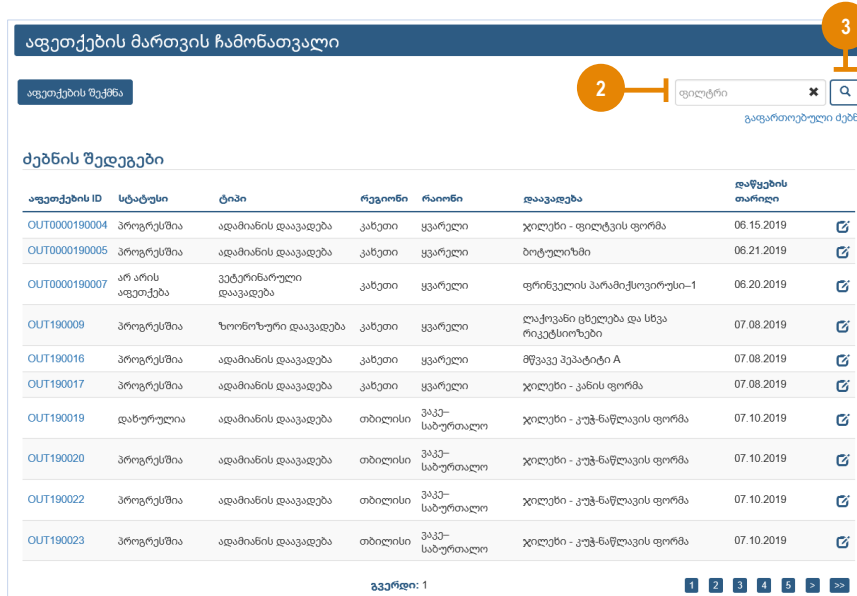 3
აფეთქების მართვის ჩამონათვალი
აფეთქების შექმნა
2
ფილტრი
გაფართოებული ძებნ
ძებნის შედეგები
აფეთქების ID სტატუსი ტიპი რეგიონი რაიონი დაავადება დაწყების თარიღი
OUT0000190004 პროგრესშია ადამიანის დაავადება კახეთი ყვარელი ჯილეხი - ფილტვის ფორმა 06.15.2019
OUT0000190005 პროგრესშია ადამიანის დაავადება კახეთი ყვარელი ბოტულიზმი 06.21.2019
OUT0000190007 არ არის აფეთქება ვეტერინარული დაავადება კახეთი ყვარელი ფრინველის პარამიქსოვირუსი–1 06.20.2019
OUT190009 პროგრესშია ზოონოზური დაავადება კახეთი ყვარელი ლაქოვანი ცხელება და სხვა რიკეტსიოზები 07.08.2019
OUT190016 პროგრესშია ადამიანის დაავადება კახეთი ყვარელი მწვავე ჰეპატიტი A 07.08.2019
OUT190017 პროგრესშია ადამიანის დაავადება კახეთი ყვარელი ჯილეხი - კანის ფორმა 07.08.2019
OUT190019 დახურულია ადამიანის დაავადება თბილისი ვაკე–საბურთალო ჯილეხი - კუჭ-ნაწლავის ფორმა 07.10.2019
OUT190020 პროგრესშია ადამიანის დაავადება თბილისი ვაკე–საბურთალო ჯილეხი - კუჭ-ნაწლავის ფორმა 07.10.2019
OUT190022 პროგრესშია ადამიანის დაავადება თბილისი ვაკე–საბურთალო ჯილეხი - კუჭ-ნაწლავის ფორმა 07.10.2019
OUT190023 პროგრესშია ადამიანის დაავადება თბილისი ვაკე–საბურთალო ჯილეხი - კუჭ-ნაწლავის ფორმა 07.10.2019
გვერდი: 1 1 2 3 4 5 > >>